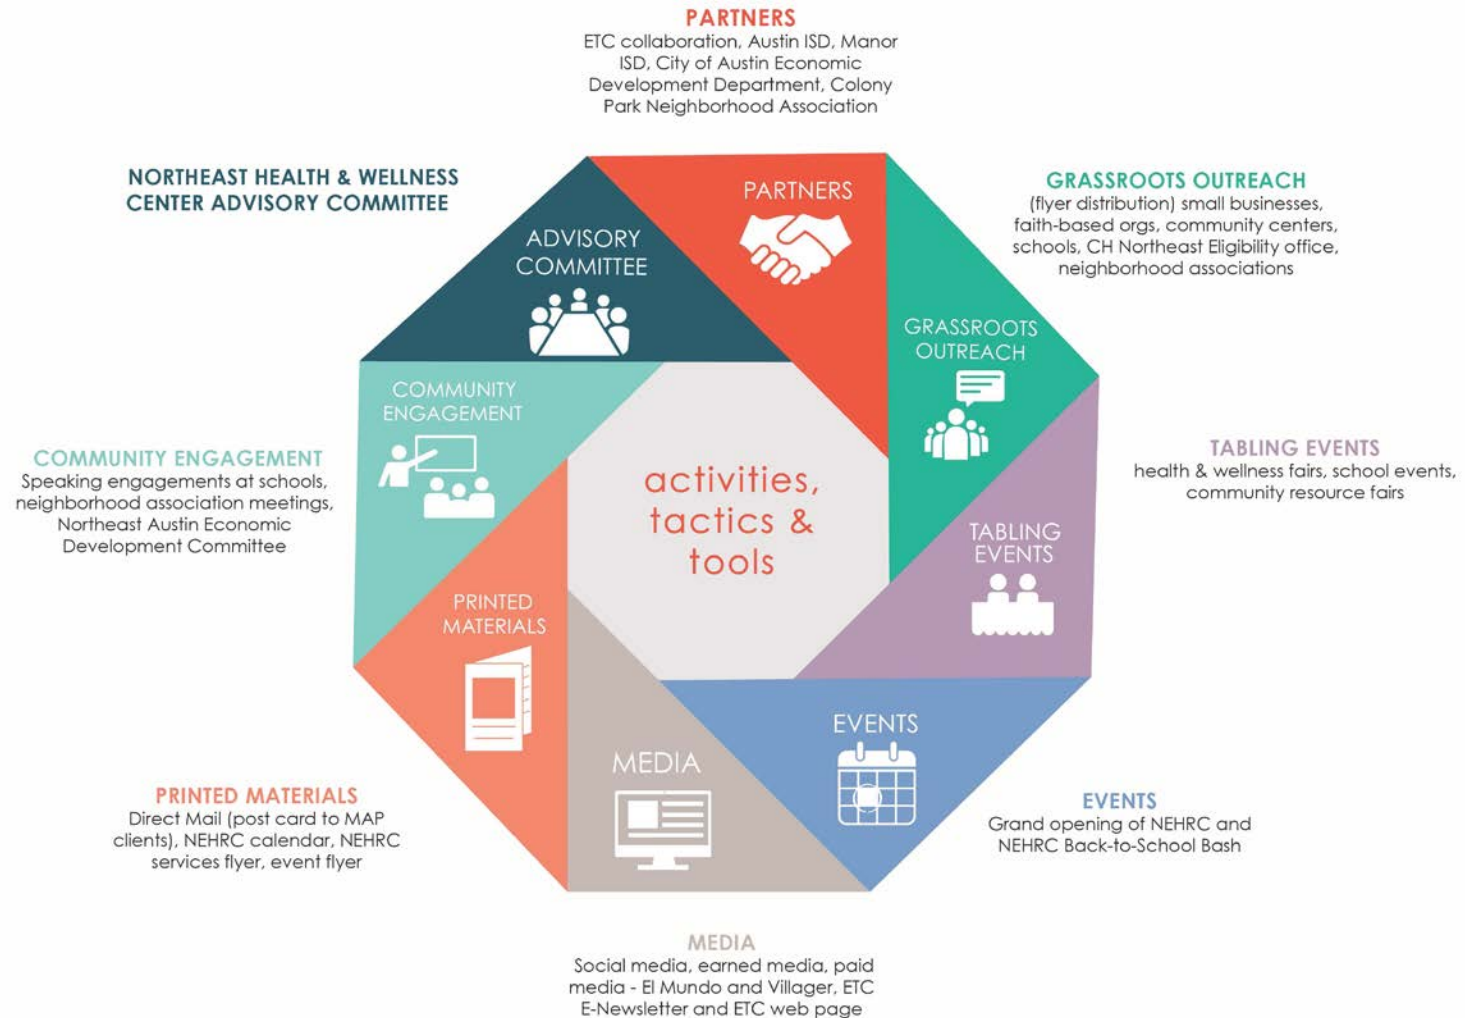 PARTNERS
ETC collaboration, Austin ISD, Manor
ISD, City of Austin Economic
Development Department, Colony
Park Neighborhood Association
NORTHEAST HEALTH & WELLNESS
CENTER ADVISORY COMMITTEE
GRASSROOTS OUTREACH
(flyer distribution) small businesses,
faith-based orgs, community centers,
schools, CH Northeast Eligibility office,
neighborhood associations
PARTNERS
ADVISORY
COMMITTEE
GRASSROOTS
OUTREACH
COMMUNITY
ENGAGEMENT
COMMUNITY ENGAGEMENT
Speaking engagements at schools,
neighborhood association meetings,
Northeast Austin Economic
Development Committee
activities,
tactics &
tools
TABLING EVENTS
health & wellness fairs, school events,
community resource fairs
TABLING
EVENTS
PRINTED
MATERIALS
EVENTS
MEDIA
PRINTED MATERIALS
Direct Mail (post card to MAP
clients), NEHRC calendar, NEHRC
services flyer, event flyer
EVENTS
Grand opening of NEHRC and
NEHRC Back-to-School Bash
MEDIA
Social media, earned media, paid
media - El Mundo and Villager, ETC
E-Newsletter and ETC web page